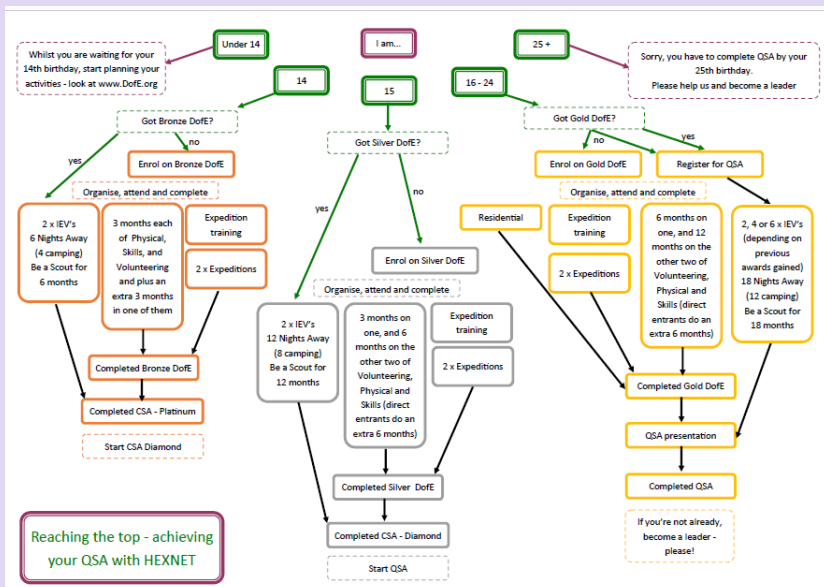 Under 14
I am...
25 +
Whilst you are waiting for your
14th birthday, start planning your
activities - look at www.DofE.org
Sorry, you have to complete QSA by your
25th birthday.
Please help us and become a leader
14
15
16 - 24
Got Bronze DofE?
Got Silver DofE?
Got Gold DofE?
yes
no
Enrol on Bronze DofE
Organise, attend and complete
2 x IEV's
6 Nights Away
(4 camping)
Be a Scout for
6 months
3 months each
of Physical,
Skills, and
Volunteering
and plus an
extra 3 months
in one of them
Expedition
training
2 x Expeditions
Completed Bronze DofE
Completed CSA - Platinum
Start CSA Diamond
yes
no
Enrol on Silver DofE
Organise, attend and complete
2 x IEV's
12 Nights Away
(8 camping)
Be a Scout for
12 months
3 months on
one, and 6
months on the
other two of
Volunteering,
Physical and
Skills (direct
entrants do an
extra 6 months)
Expedition
training
2 x Expeditions
Completed Silver DofE
Completed CSA - Diamond
Start QSA
no
yes
Enrol on Gold DofE
Register for QSA
Organise, attend and complete
Residential
Expedition
training
2 x Expeditions
6 months on
one, and 12
months on the
other two of
Volunteering,
Physical and
Skills (direct
entrants do an
extra 6 months)
2, 4 or 6 x IEV's
(depending on
previous
awards gained)
18 Nights Away
(12 camping)
Be a Scout for
18 months
Completed Gold DofE
QSA presentation
Completed QSA
If you're not already,
become a leader -
please!
Reaching the top - achieving
your QSA with HEXNET